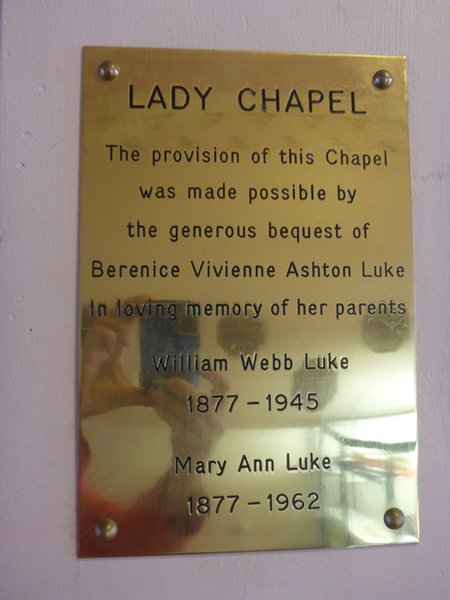 LADY CHAPEL
The provision of this Chapel
was made possible by
the generous bequest of
Berenice Vivienne Ashton Luke
In loving memory of her parents
William Webb Luke
1877 – 1945
Mary Ann Luke
1877 – 1962